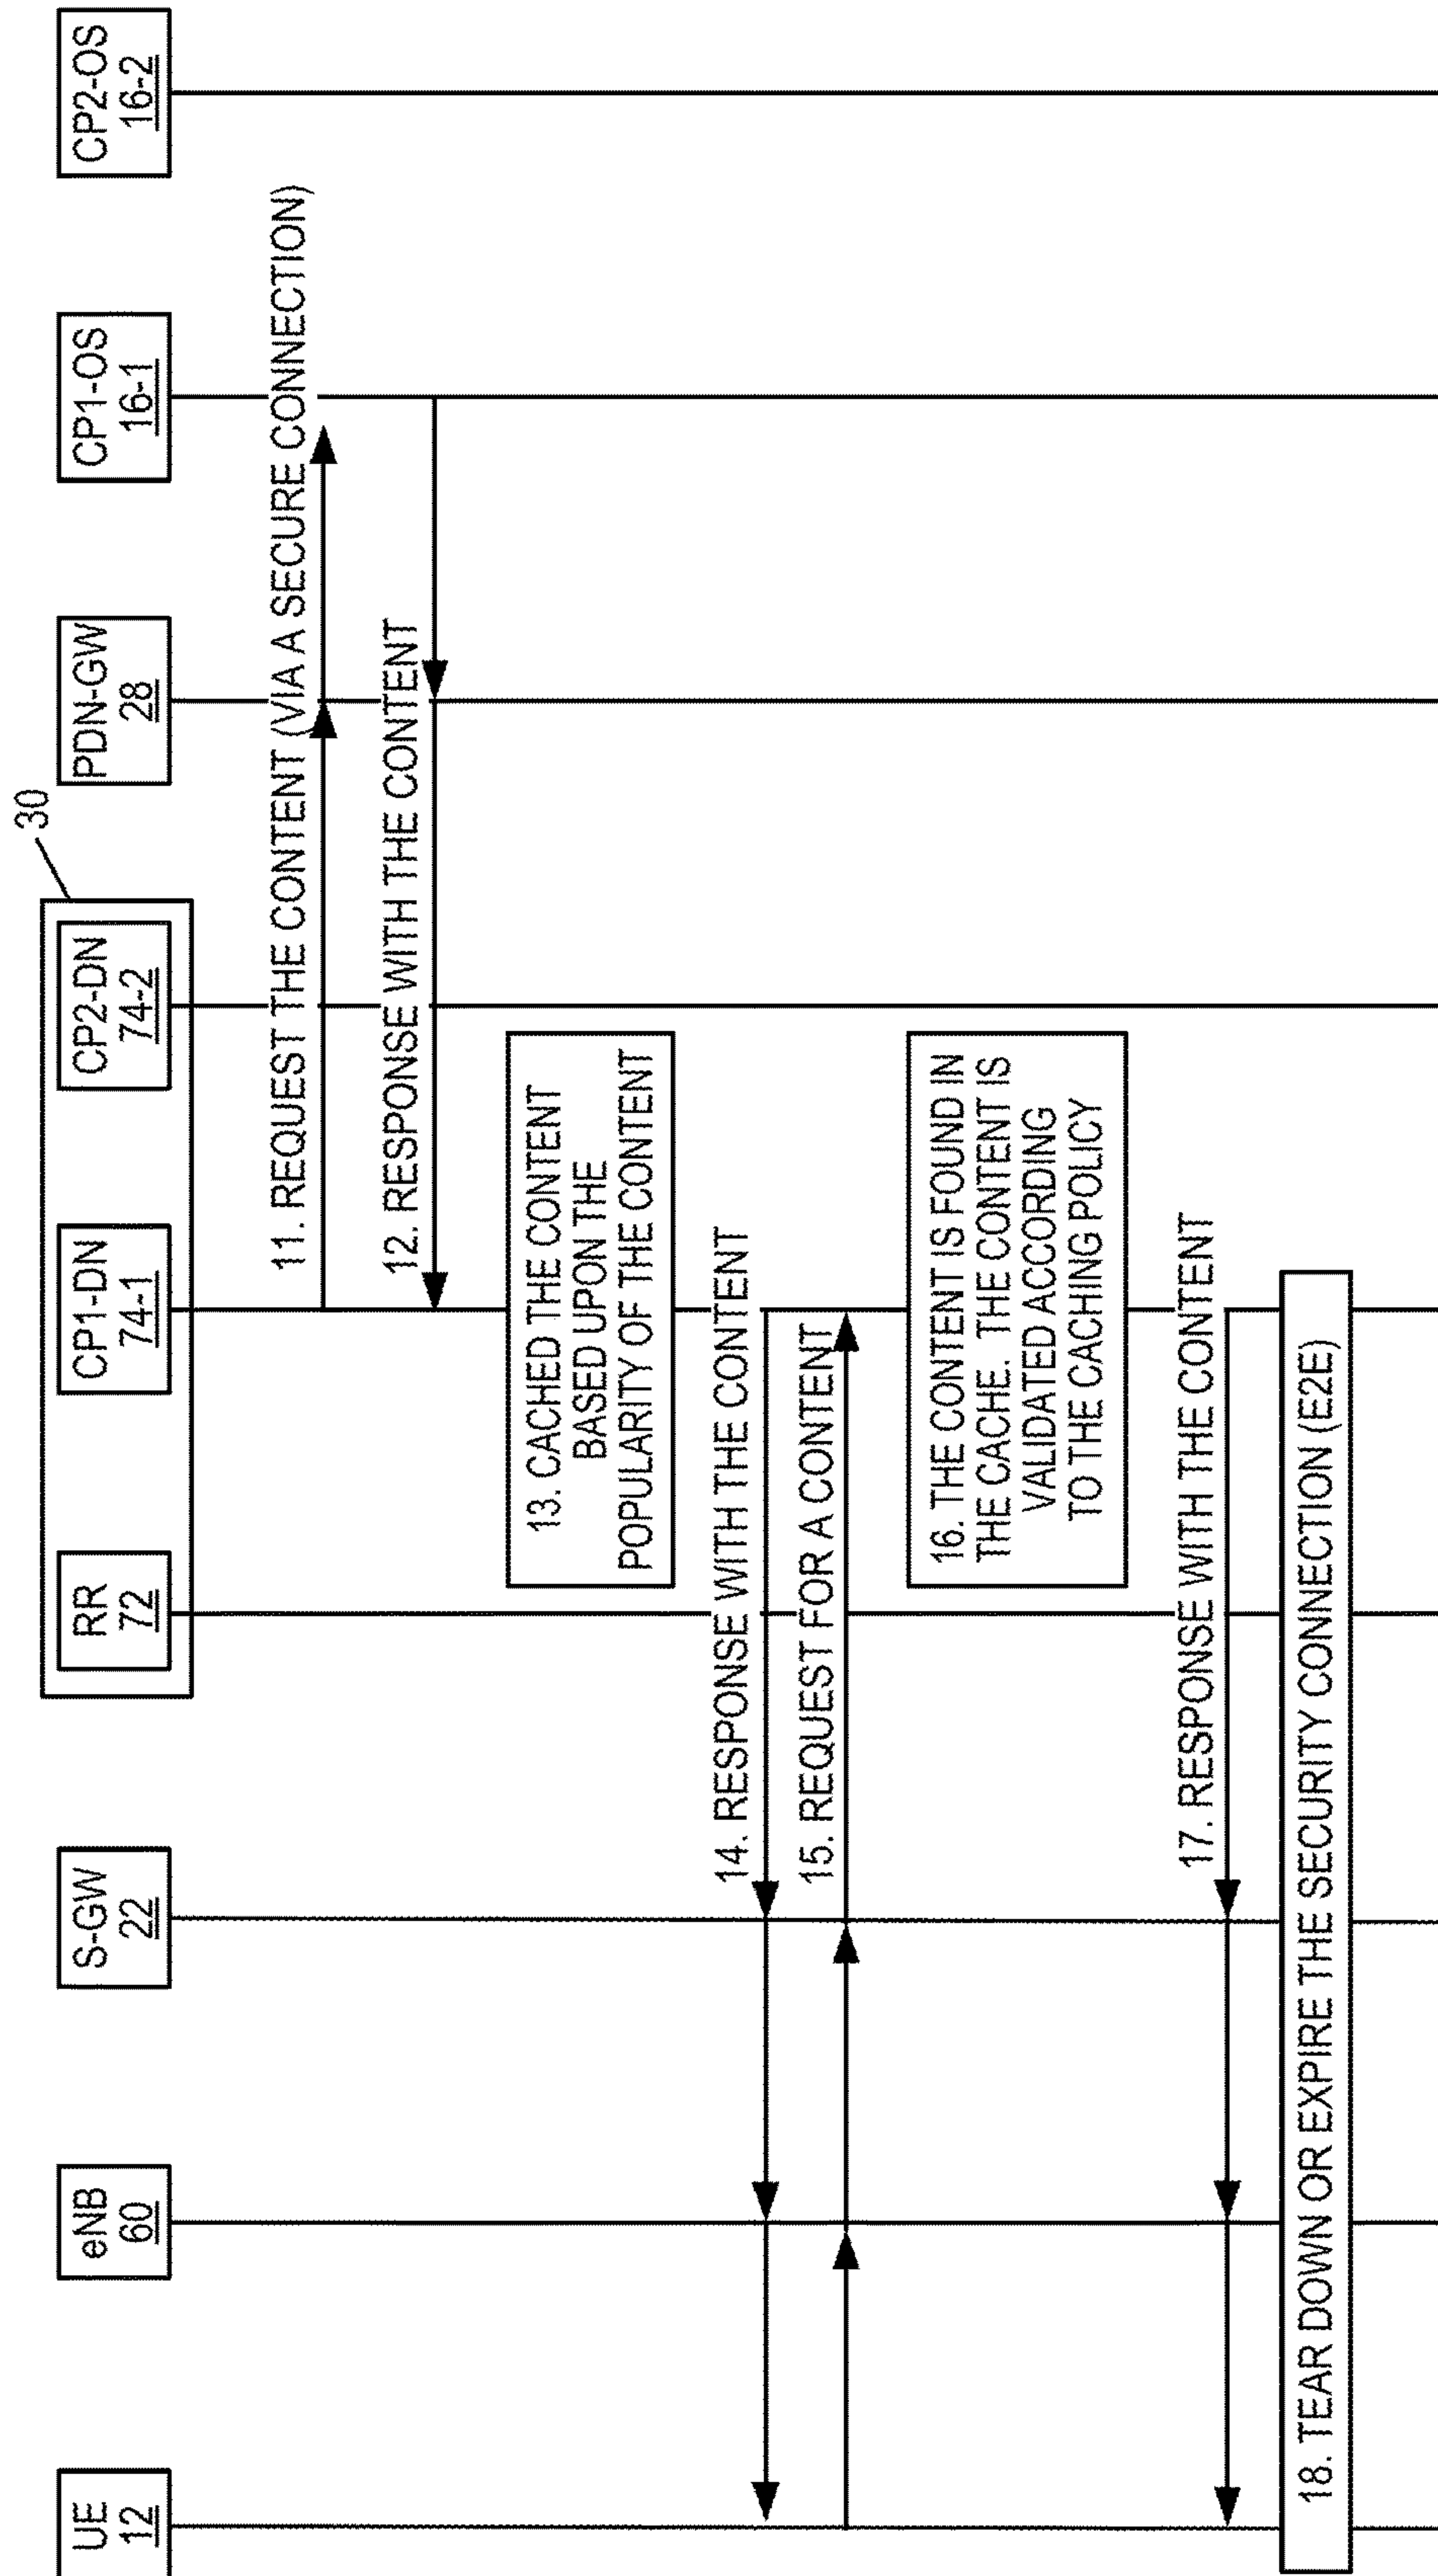 30
UE
12
eNB
60
S-GW
22
RR
72
CP1-DN
74-1
CP2-DN
74-2
PDN-GW
28
CP1-OS
16-1
CP2-OS
16-2
11. REQUEST THE CONTENT (VIA A SECURE CONNECTION)
12. RESPONSE WITH THE CONTENT
13. CACHED THE CONTENT
BASED UPON THE
POPULARITY OF THE CONTENT
14. RESPONSE WITH THE CONTENT
15. REQUEST FOR A CONTENT
16. THE CONTENT IS FOUND IN
THE CACHE. THE CONTENT IS
VALIDATED ACCORDING
TO THE CACHING POLICY
17. RESPONSE WITH THE CONTENT
18. TEAR DOWN OR EXPIRE THE SECURITY CONNECTION (E2E)